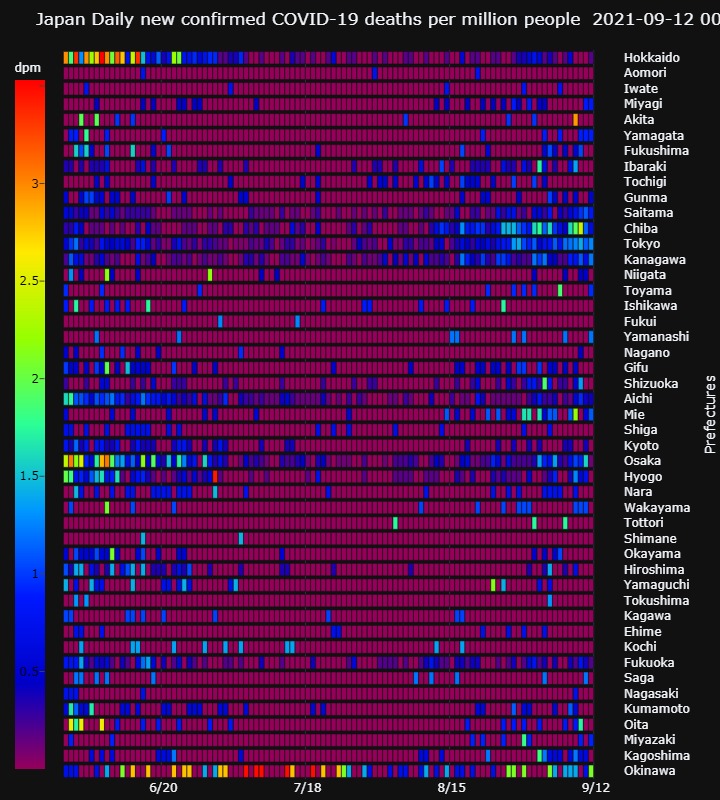 Japan Daily new confirmed COVID-19 deaths per million people 2021-09-12 00
dpm
3
2.5
2
1.5
1
0.5
Hokkaido
Aomori
Iwate
Miyagi
Akita
Yamagata
Fukushima
Ibaraki
Tochigi
Gunma
Saitama
Chiba
Tokyo
Kanagawa
Niigata
Toyama
Ishikawa
Fukui
Yamanashi
Nagano
Gifu
Shizuoka
Aichi
Mie
Shiga
Kyoto
Osaka
Hyogo
Nara
Wakayama
Tottori
Shimane
Okayama
Hiroshima
Yamaguchi
Tokushima
Kagawa
Ehime
Kochi
Fukuoka
Saga
Nagasaki
Kumamoto
Oita
Miyazaki
Kagoshima
Okinawa
Prefectures
6/20 7/18 8/15 9/12